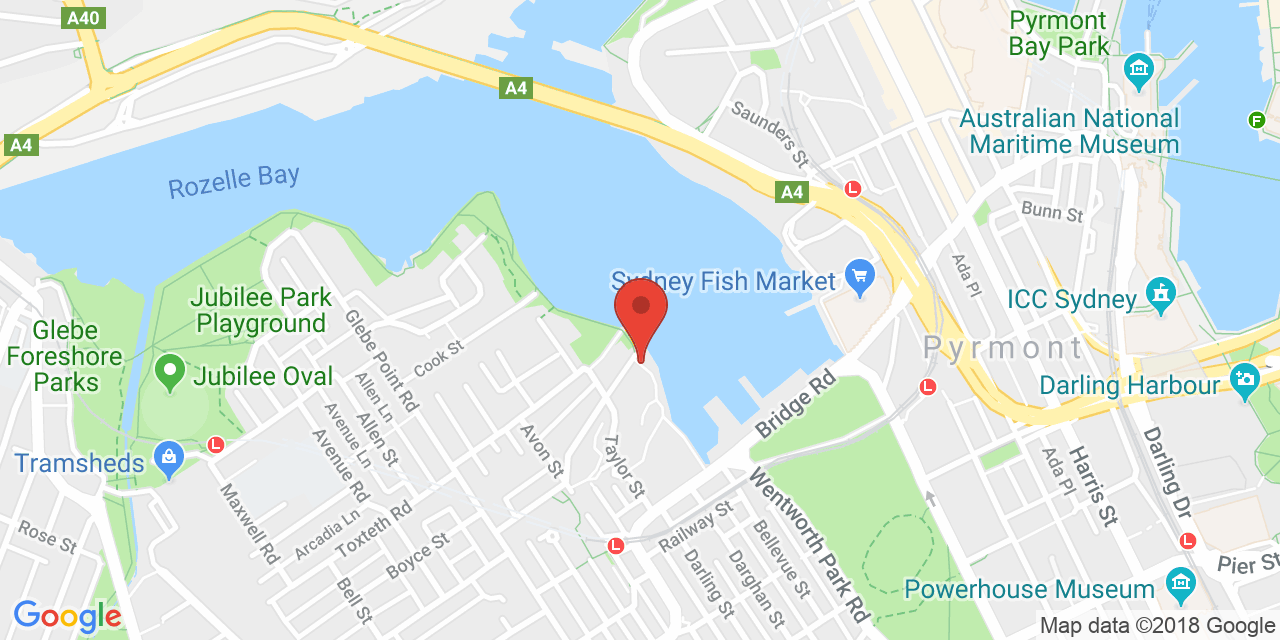 A40
Pyrmont
Bay Park
A4
Australian National
Maritime Museum
F
Saunders St
A4
Rozelle Bay
A4
L
Bunn St
Ada Pl
Sydney Fish Market
ICC Sydney
Jubilee Park
Playground
Glebe
Foreshore
Parks
Glebe Point Rd
Cook St
Pyrmont
Jubilee Oval
Allen Ln
Darling Harbour
L
Bridge Rd
Avenue Ln
Allen St
Avenue Rd
Avon St
Taylor St
L
Tramsheds
Harris St
Ada Pl
Darling Dr
Maxwell Rd
Arcadia Ln
Toxteth Rd
Wentworth Park Rd
Rose St
Boyce St
L
Railway St
Bellevue St
L
Pier St
Darling St
Darghan St
Bell St
Powerhouse Museum
Google
Map data ©2018 Google